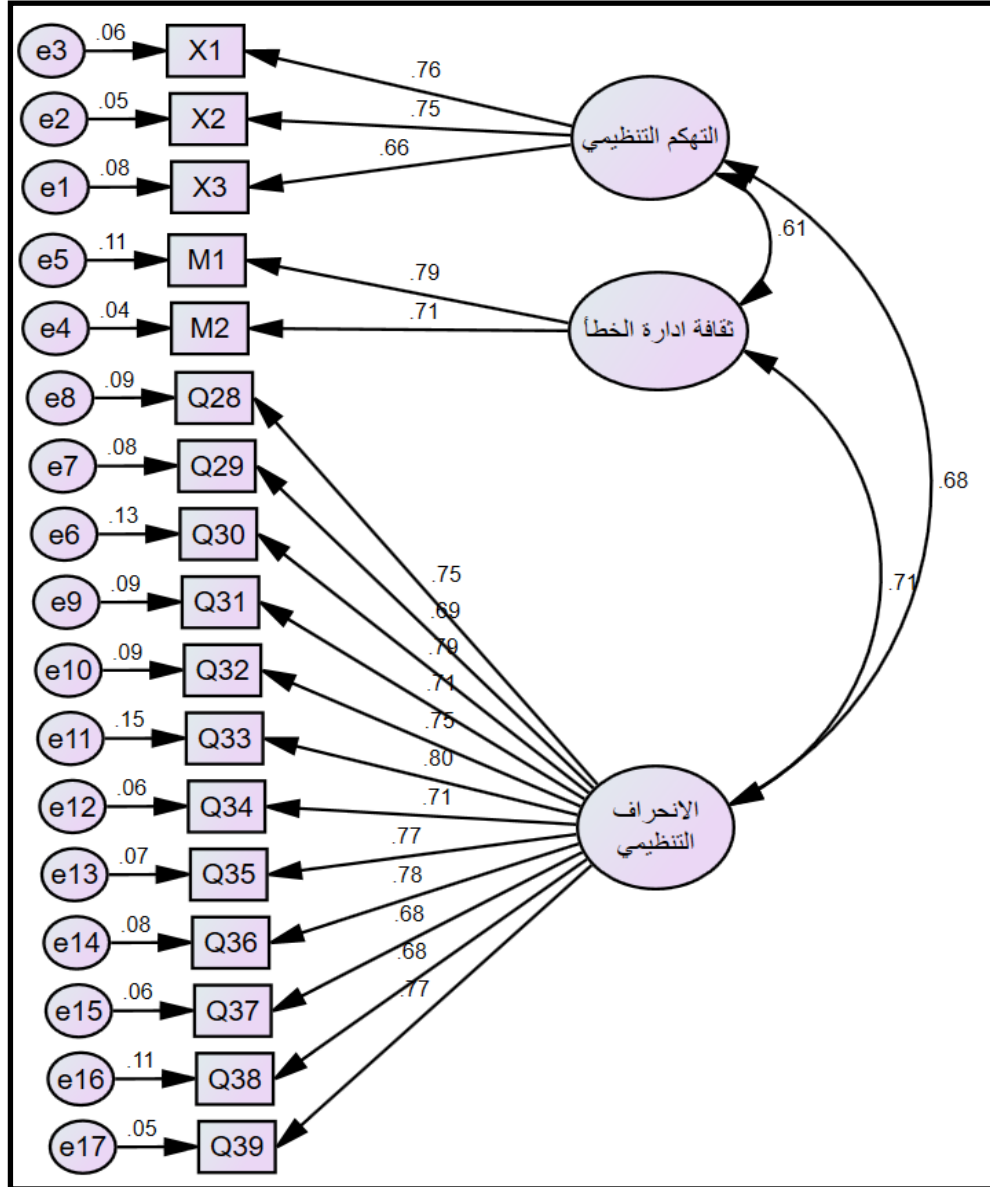 e3 .06 X1
.76
e2 .05 X2
.75
التهكم التنظيمي
e1 .08 X3
.66
.61
e5 .11 M1
.79
e4 .04 M2
.71
ثقافة ادارة الخطأ
e8 .09 Q28
e7 .08 Q29
.68
e6 .13 Q30
e9 .09 Q31
.75
.71
.69
.79
e10 .09 Q32
.71
.75
e11 .15 Q33
.80
e12 .06 Q34
.71
الانحراف
التنظيمي
e13 .07 Q35
.77
.78
e14 .08 Q36
.68
.68
e15 .06 Q37
.77
e16 .11 Q38
e17 .05 Q39